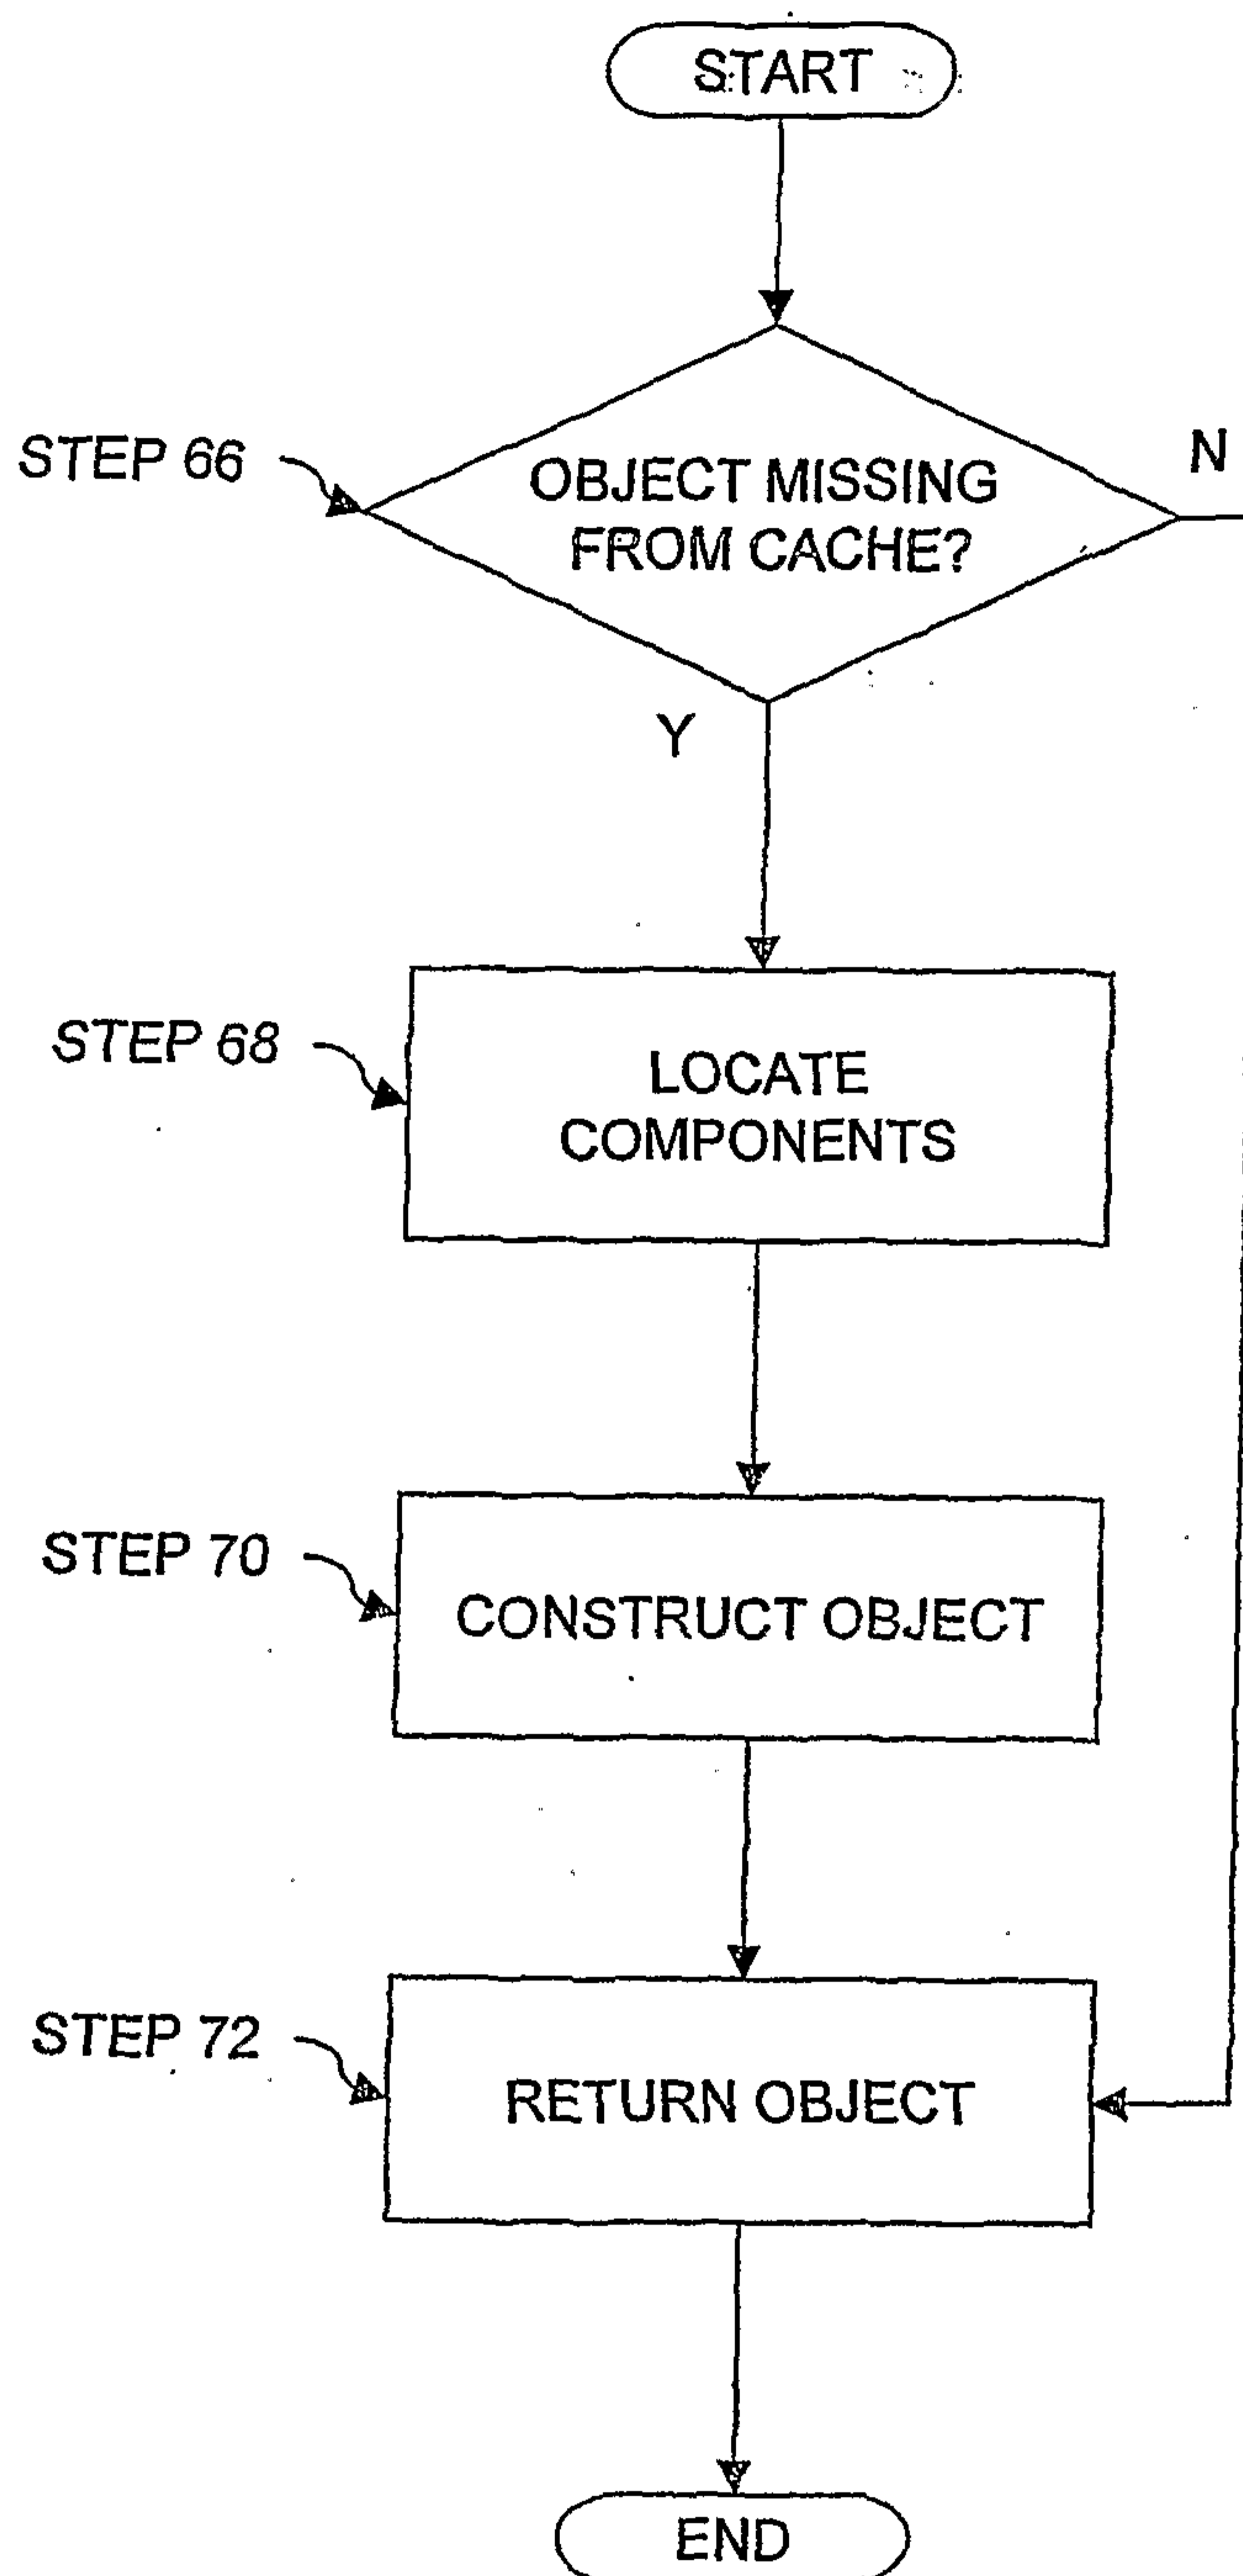 START
STEP 66
OBJECT MISSING
FROM CACHE?
N
Y
STEP 68
LOCATE
COMPONENTS
STEP 70
CONSTRUCT OBJECT
STEP 72
RETURN OBJECT
END